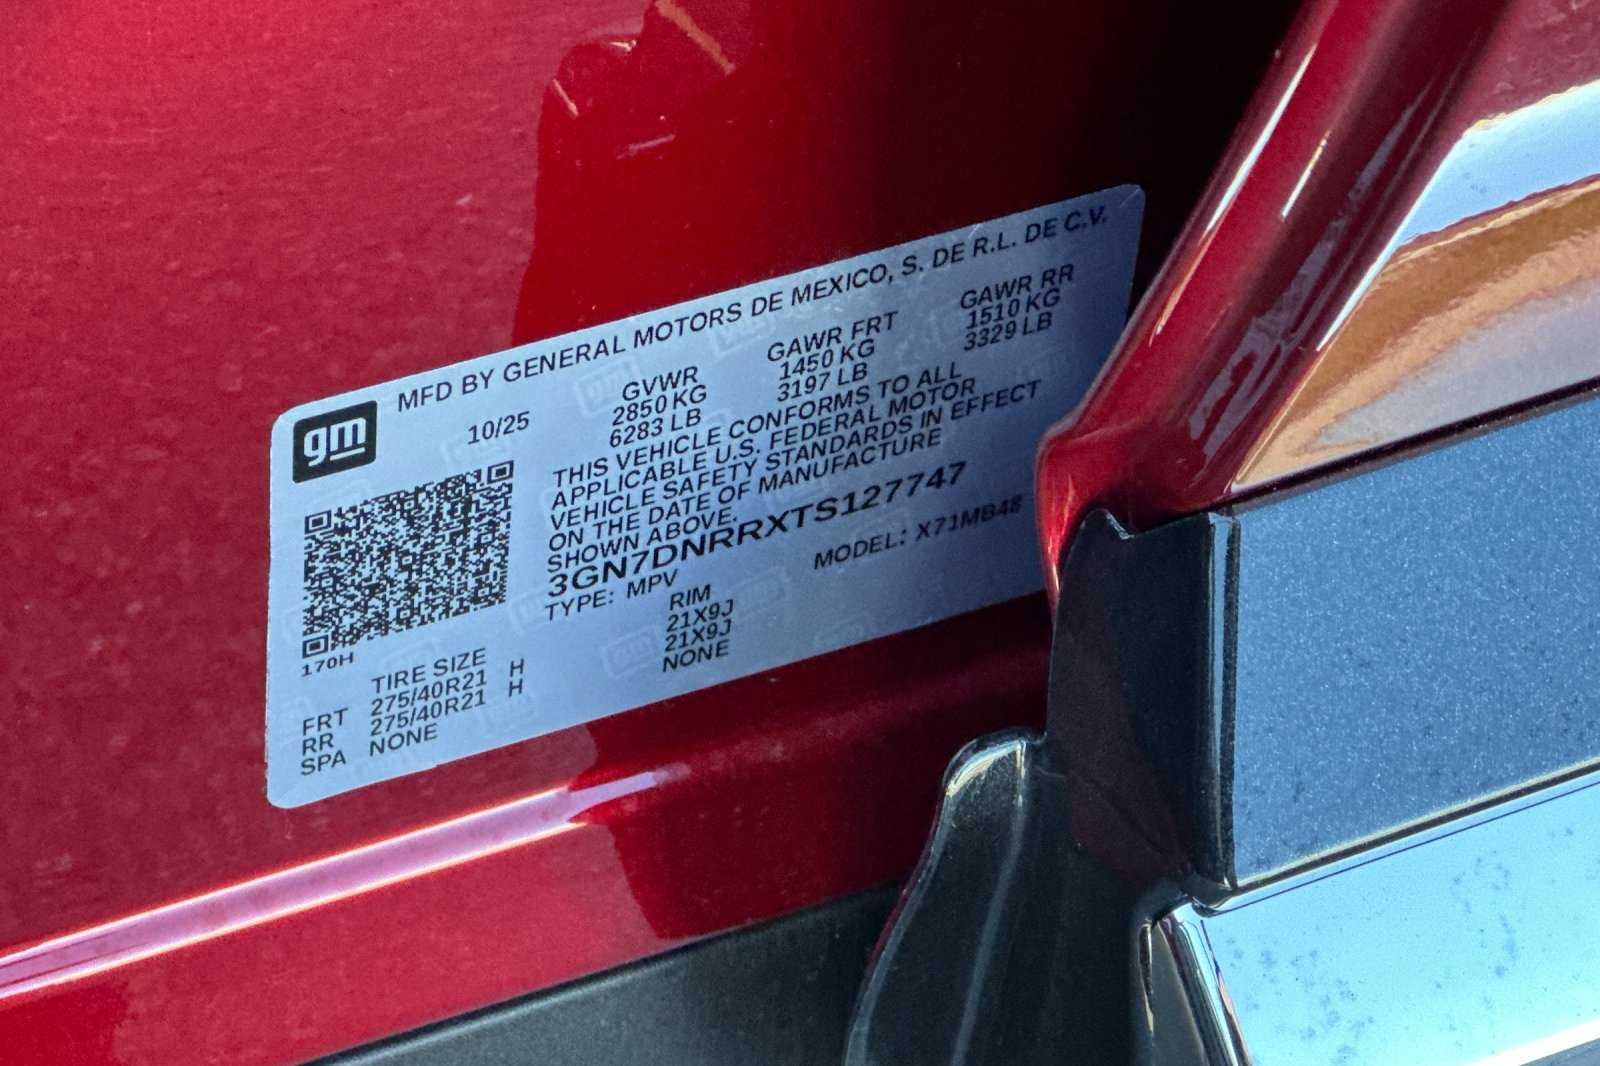 MFD BY GENERAL MOTORS DE MEXICO, S. DE R.L. DE C.V.
gm
10/25
GVWR GAWR FRT GAWR RR
2850 KG 1450 KG 1510 KG
6283 LB 3197 LB 3329 LB
THIS VEHICLE CONFORMS TO ALL
APPLICABLE U.S. FEDERAL MOTOR
VEHICLE SAFETY STANDARDS IN EFFECT
ON THE DATE OF MANUFACTURE
SHOWN ABOVE.
3GN7DNRRXTS127747
TYPE: MPV MODEL: X71MB48
170H
TIRE SIZE RIM
FRT 275/40R21 H 21X9J
RR 275/40R21 H 21X9J
SPA NONE NONE